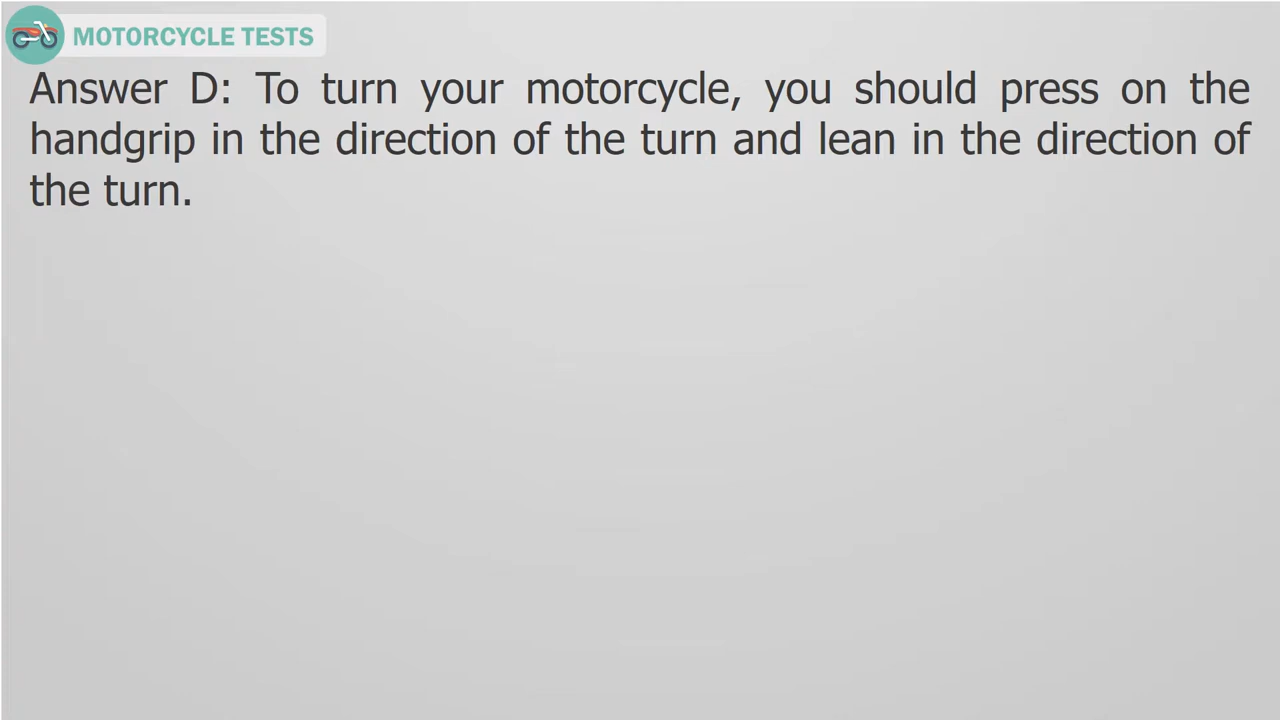 MOTORCYCLE TESTS
Answer D: To turn your motorcycle, you should press on the
handgrip in the direction of the turn and lean in the direction of
the turn.